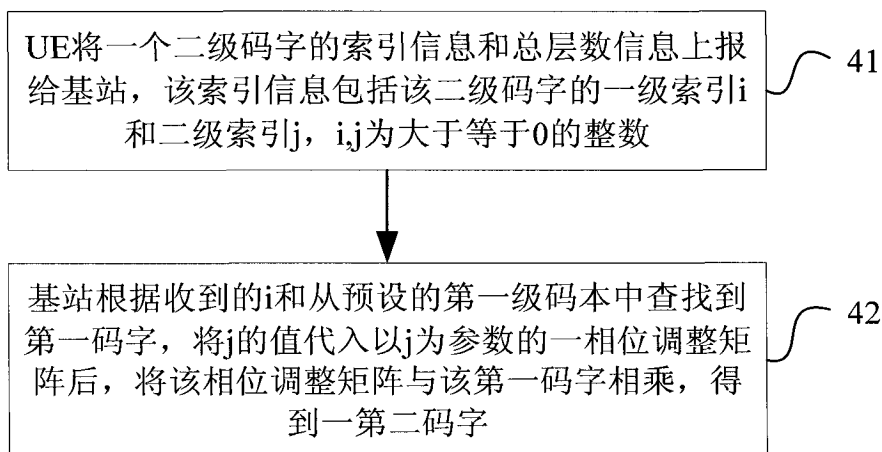 UE将一个二级码字的索引信息和总层数信息上报
给基站，该索引信息包括该二级码字的一级索引i
和二级索引j，i,j为大于等于0的整数
41
基站根据收到的i和从预设的第一级码本中查找到
第一码字，将j的值代入以j为参数的一相位调整矩
阵后，将该相位调整矩阵与该第一码字相乘，得
到一第二码字
42